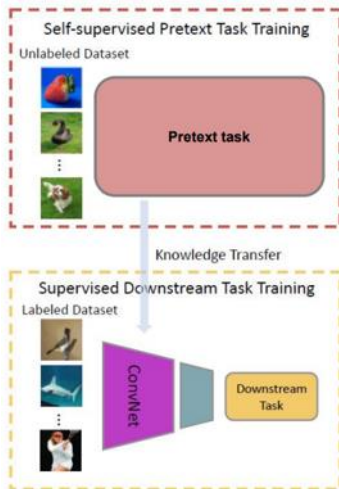 Self-supervised Pretext Task Training
Unlabeled Dataset
Pretext task
Knowledge Transfer
Supervised Downstream Task Training
Labeled Dataset
ConvNet
Downstream
Task